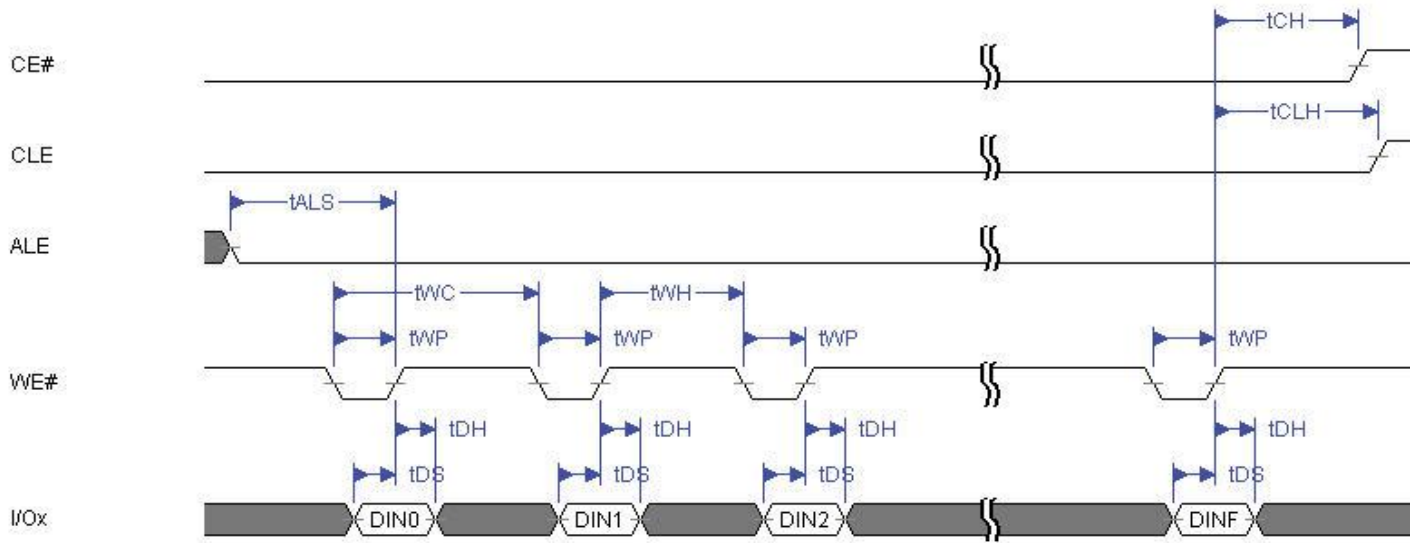 tCH
CE#
tCLH
CLE
tALS
ALE
tWC tWH
tWP tWP tWP tWP
WE#
tDH tDH tDH tDH
tDS tDS tDS tDS
I/Ox DIN0 DIN1 DIN2 DINF